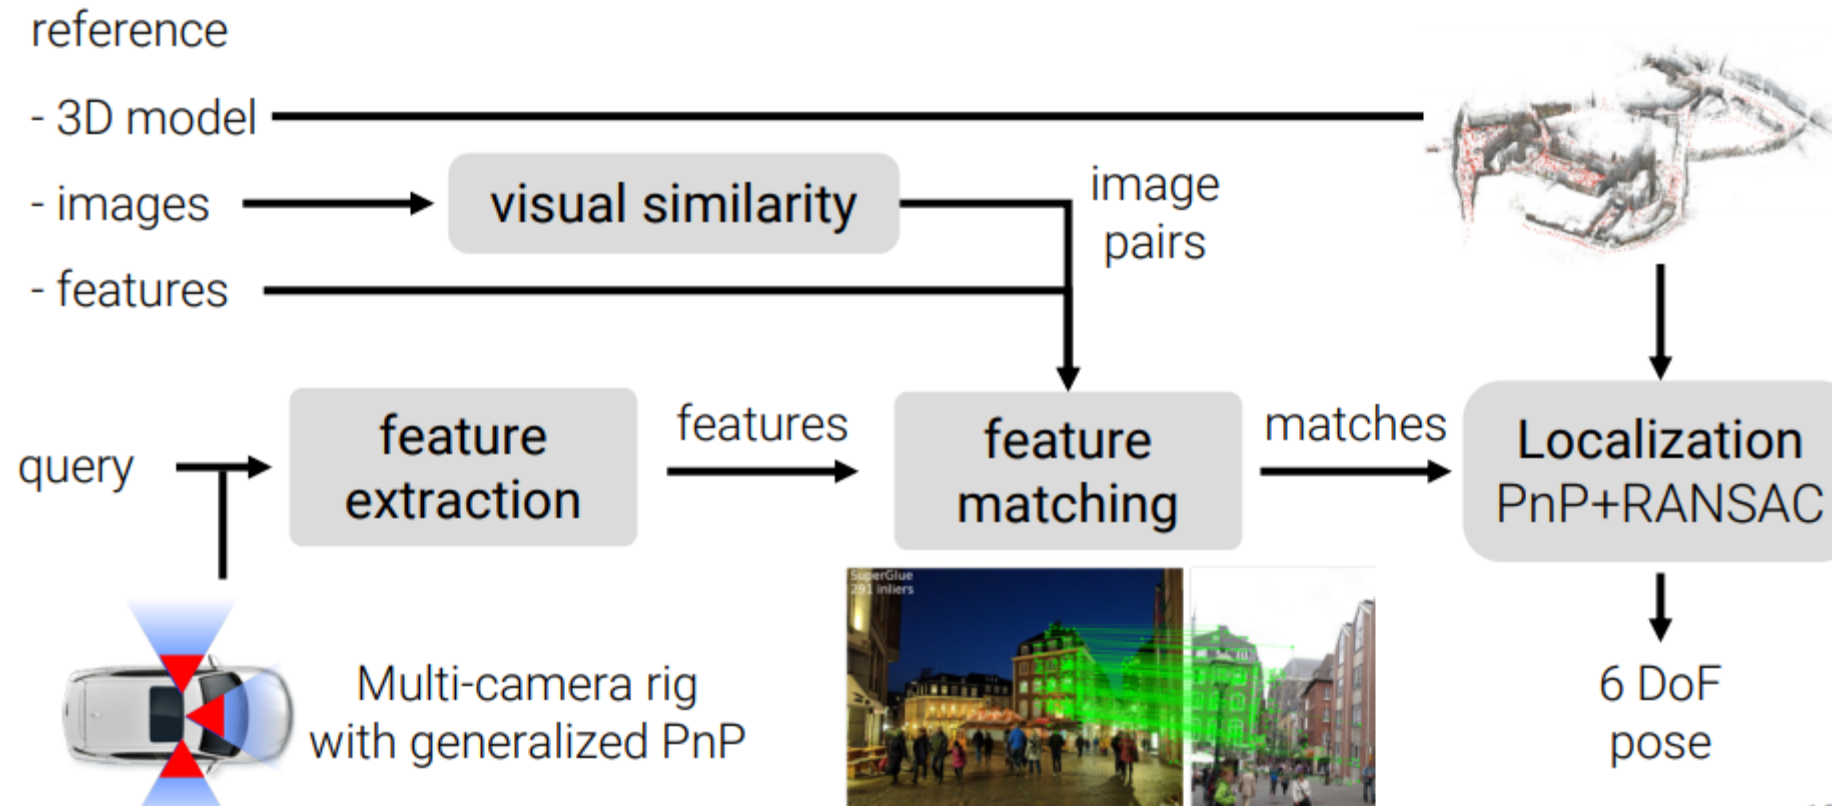 reference
- 3D model
- images
visual similarity
image
pairs
- features
query
feature
extraction
features
feature
matching
matches
Localization
PnP+RANSAC
SuperGlue
291 inliers
Multi-camera rig
with generalized PnP
6 DoF
pose